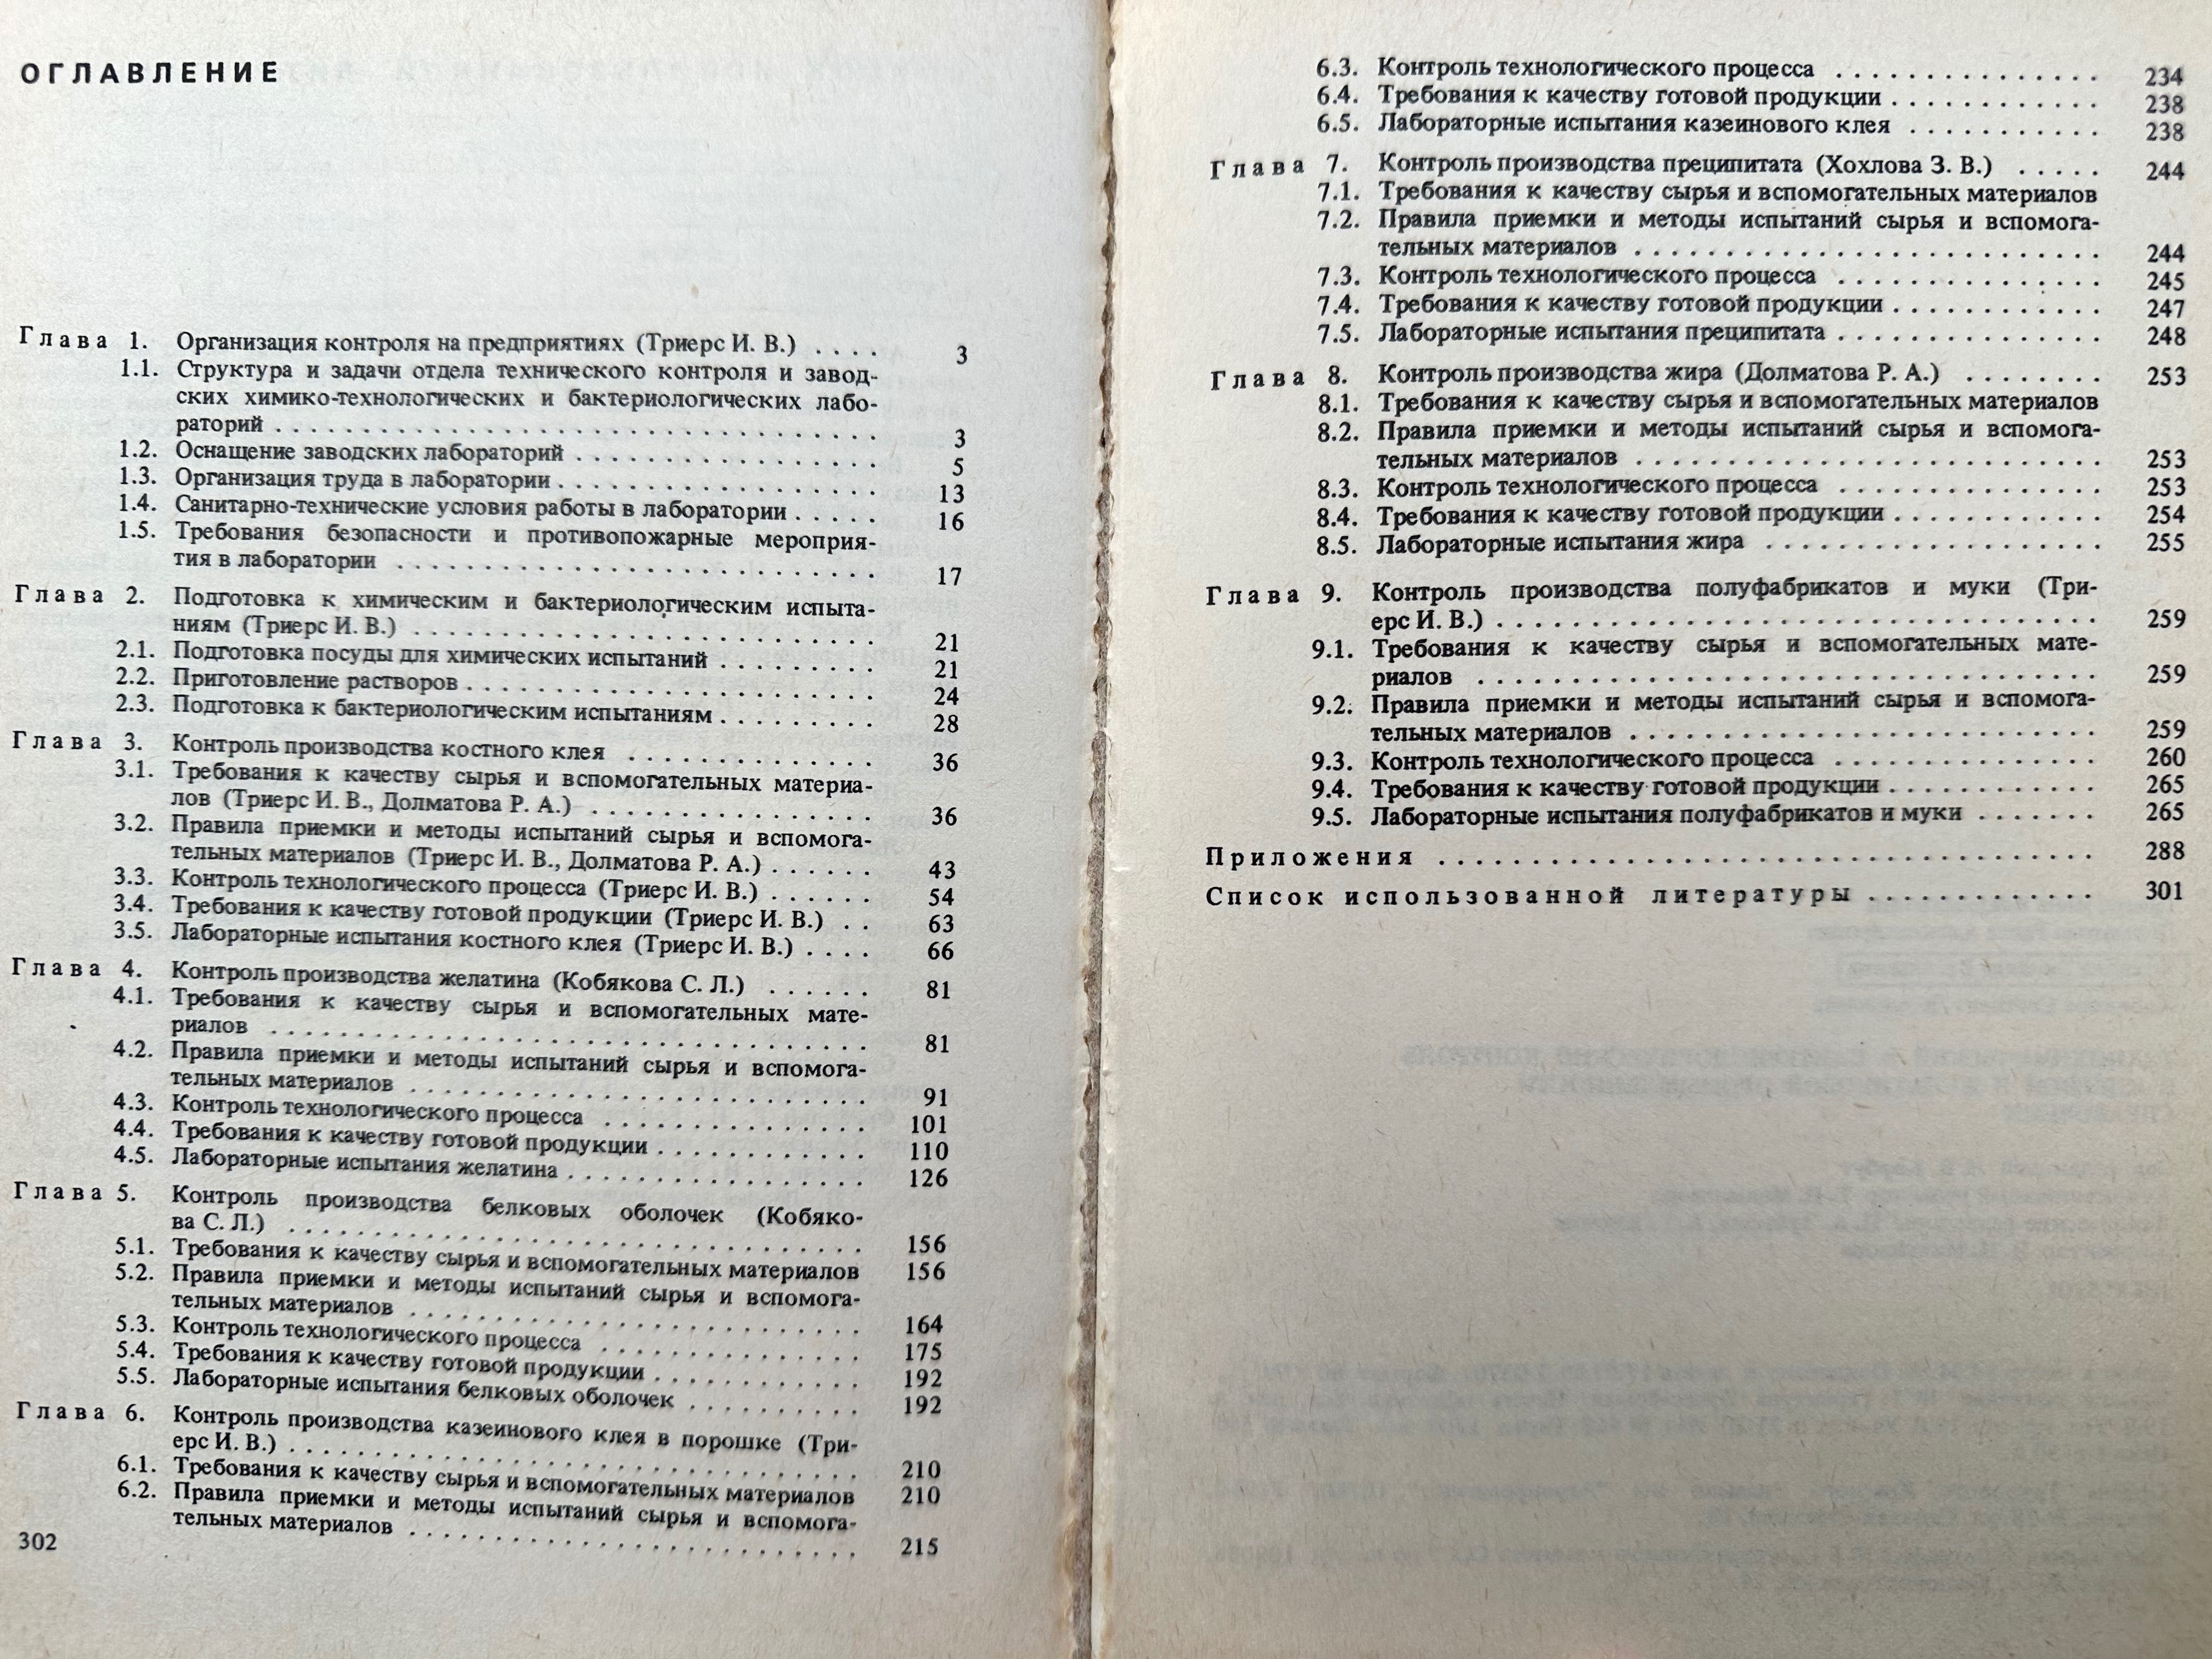 ОГЛАВЛЕНИЕ
Глава 1. Организация контроля на предприятиях (Триерс И. В.) . . . . 3
1.1. Структура и задачи отдела технического контроля и завод-
ских химико-технологических и бактериологических лабо-
раторий . . . . . . . . . . 3
1.2. Оснащение заводских лабораторий . . . . . . . . . . 5
1.3. Организация труда в лаборатории . . . . . . . . . . 13
1.4. Санитарно-технические условия работы в лаборатории . . . . . 16
1.5. Требования безопасности и противопожарные мероприя-
тия в лаборатории . . . . . . . . . . 17
Глава 2. Подготовка к химическим и бактериологическим испыта-
ниям (Триерс И. В.) . . . . . . . . . . 21
2.1. Подготовка посуды для химических испытаний . . . . . . . . 21
2.2. Приготовление растворов . . . . . . . . . . 24
2.3. Подготовка к бактериологическим испытаниям . . . . . . . . 28
Глава 3. Контроль производства костного клея . . . . . . . . . . 36
3.1. Требования к качеству сырья и вспомогательных материа-
лов (Триерс И. В., Долматова Р. А.) . . . . . . . . . . 36
3.2. Правила приемки и методы испытаний сырья и вспомога-
тельных материалов (Триерс И. В., Долматова Р. А.) . . . . . . 43
3.3. Контроль технологического процесса (Триерс И. В.) . . . . . . 54
3.4. Требования к качеству готовой продукции (Триерс И. В.) . . 63
3.5. Лабораторные испытания костного клея (Триерс И. В.) . . . . 66
Глава 4. Контроль производства желатина (Кобякова С. Л.) . . . . . . 81
4.1. Требования к качеству сырья и вспомогательных мате-
риалов . . . . . . . . . . 81
4.2. Правила приемки и методы испытаний сырья и вспомога-
тельных материалов . . . . . . . . . . 91
4.3. Контроль технологического процесса . . . . . . . . . . 101
4.4. Требования к качеству готовой продукции . . . . . . . . . . 110
4.5. Лабораторные испытания желатина . . . . . . . . . . 126
Глава 5. Контроль производства белковых оболочек (Кобяко-
ва С. Л.) . . . . . . . . . . 156
5.1. Требования к качеству сырья и вспомогательных материалов 156
5.2. Правила приемки и методы испытаний сырья и вспомога-
тельных материалов . . . . . . . . . . 164
5.3. Контроль технологического процесса . . . . . . . . . . 175
5.4. Требования к качеству готовой продукции . . . . . . . . . . 192
5.5. Лабораторные испытания белковых оболочек . . . . . . . . . 192
Глава 6. Контроль производства казеинового клея в порошке (Три-
ерс И. В.) . . . . . . . . . . 210
6.1. Требования к качеству сырья и вспомогательных материалов 210
6.2. Правила приемки и методы испытаний сырья и вспомога-
тельных материалов . . . . . . . . . . 215
302
6.3. Контроль технологического процесса . . . . . . . . . . 234
6.4. Требования к качеству готовой продукции . . . . . . . . . . 238
6.5. Лабораторные испытания казеинового клея . . . . . . . . . . 238
Глава 7. Контроль производства преципитата (Хохлова З. В.) . . . . . 244
7.1. Требования к качеству сырья и вспомогательных материалов
7.2. Правила приемки и методы испытаний сырья и вспомога-
тельных материалов . . . . . . . . . . 244
7.3. Контроль технологического процесса . . . . . . . . . . 245
7.4. Требования к качеству готовой продукции . . . . . . . . . . 247
7.5. Лабораторные испытания преципитата . . . . . . . . . . 248
Глава 8. Контроль производства жира (Долматова Р. А.) . . . . . . . . 253
8.1. Требования к качеству сырья и вспомогательных материалов
8.2. Правила приемки и методы испытаний сырья и вспомога-
тельных материалов . . . . . . . . . . 253
8.3. Контроль технологического процесса . . . . . . . . . . 253
8.4. Требования к качеству готовой продукции . . . . . . . . . . 254
8.5. Лабораторные испытания жира . . . . . . . . . . 255
Глава 9. Контроль производства полуфабрикатов и муки (Три-
ерс И. В.) . . . . . . . . . . 259
9.1. Требования к качеству сырья и вспомогательных мате-
риалов . . . . . . . . . . 259
9.2. Правила приемки и методы испытаний сырья и вспомога-
тельных материалов . . . . . . . . . . 259
9.3. Контроль технологического процесса . . . . . . . . . . 260
9.4. Требования к качеству готовой продукции . . . . . . . . . . 265
9.5. Лабораторные испытания полуфабрикатов и муки . . . . . . . 265
Приложения . . . . . . . . . . 288
Список использованной литературы . . . . . . . . . . 301